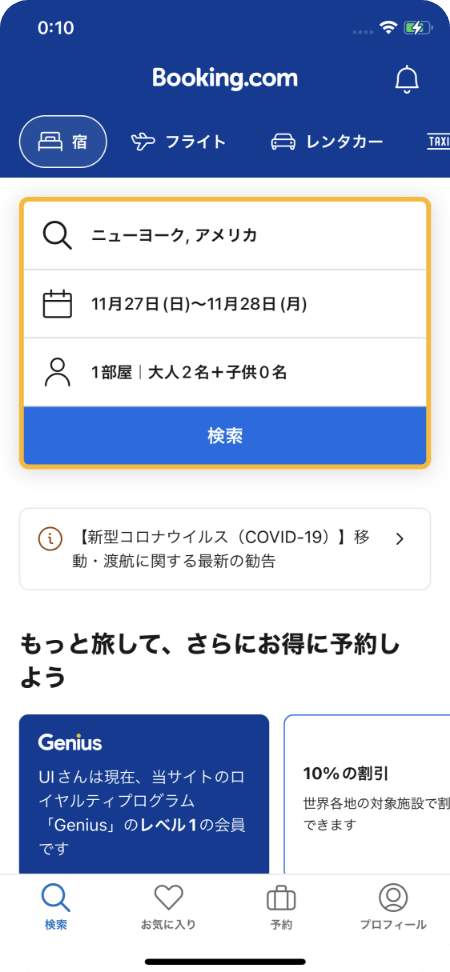 0:10
Booking.com
宿
フライト
レンタカー
TAXI
ニューヨーク, アメリカ
11月27日(日)〜11月28日(月)
1部屋｜大人2名＋子供0名
検索
【新型コロナウイルス（COVID-19）】移
動・渡航に関する最新の勧告
もっと旅して、さらにお得に予約し
よう
Genius
UIさんは現在、当サイトのロ
イヤルティプログラム
「Genius」のレベル1の会員
です
10%の割引
世界各地の対象施設で割
できます
検索
お気に入り
予約
プロフィール